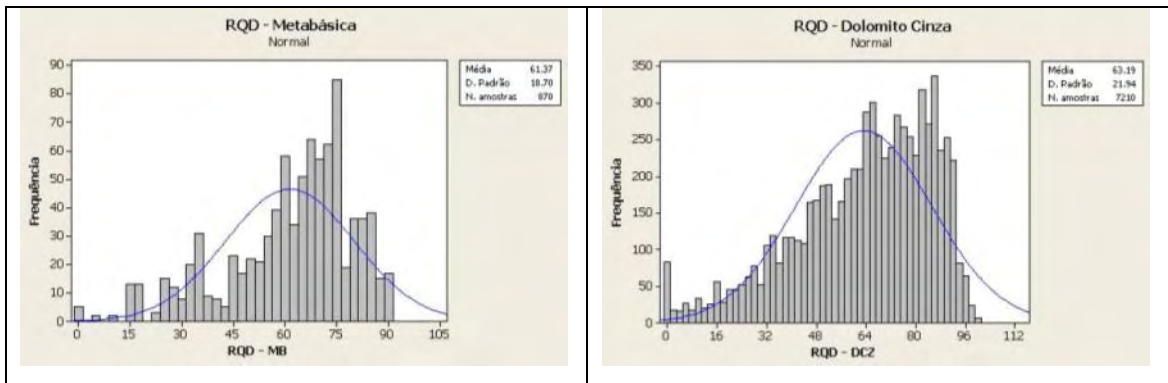 RQD - Metabásica
Normal
Média 61.37
D. Padrão 18.70
N. amostras 870
Frequência
90
80
70
60
50
40
30
20
10
0
0 15 30 45 60 75 90 105
RQD - MB
RQD - Dolomito Cinza
Normal
Média 63.19
D. Padrão 21.94
N. amostras 7210
Frequência
350
300
250
200
150
100
50
0
0 16 32 48 64 80 96 112
RQD - DCZ